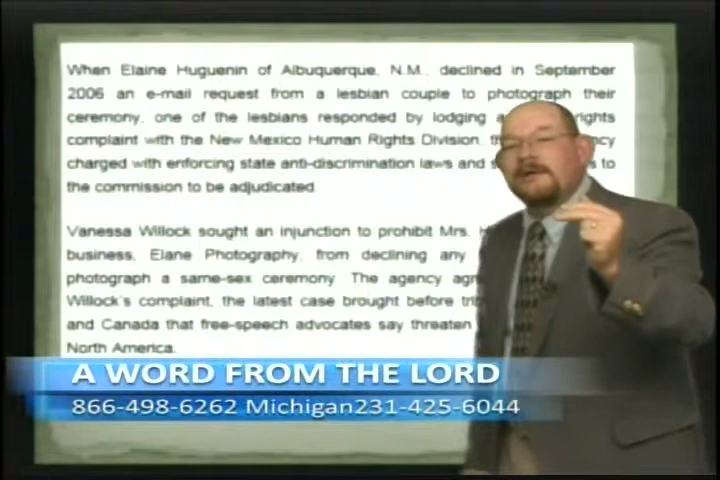 When Elaine Huguenin of Albuquerque, N.M., declined in September
2006 an e-mail request from a lesbian couple to photograph their
ceremony, one of the lesbians responded by lodging a rights
complaint with the New Mexico Human Rights Division,
charged with enforcing state anti-discrimination laws and to
the commission to be adjudicated.
Vanessa Willock sought an injunction to prohibit Mrs.
business, Elane Photography, from declining any
photograph a same-sex ceremony. The agency
Willock's complaint, the latest case brought before
and Canada that free-speech advocates say threaten
North America.
A WORD FROM THE LORD
866-498-6262 Michigan231-425-6044